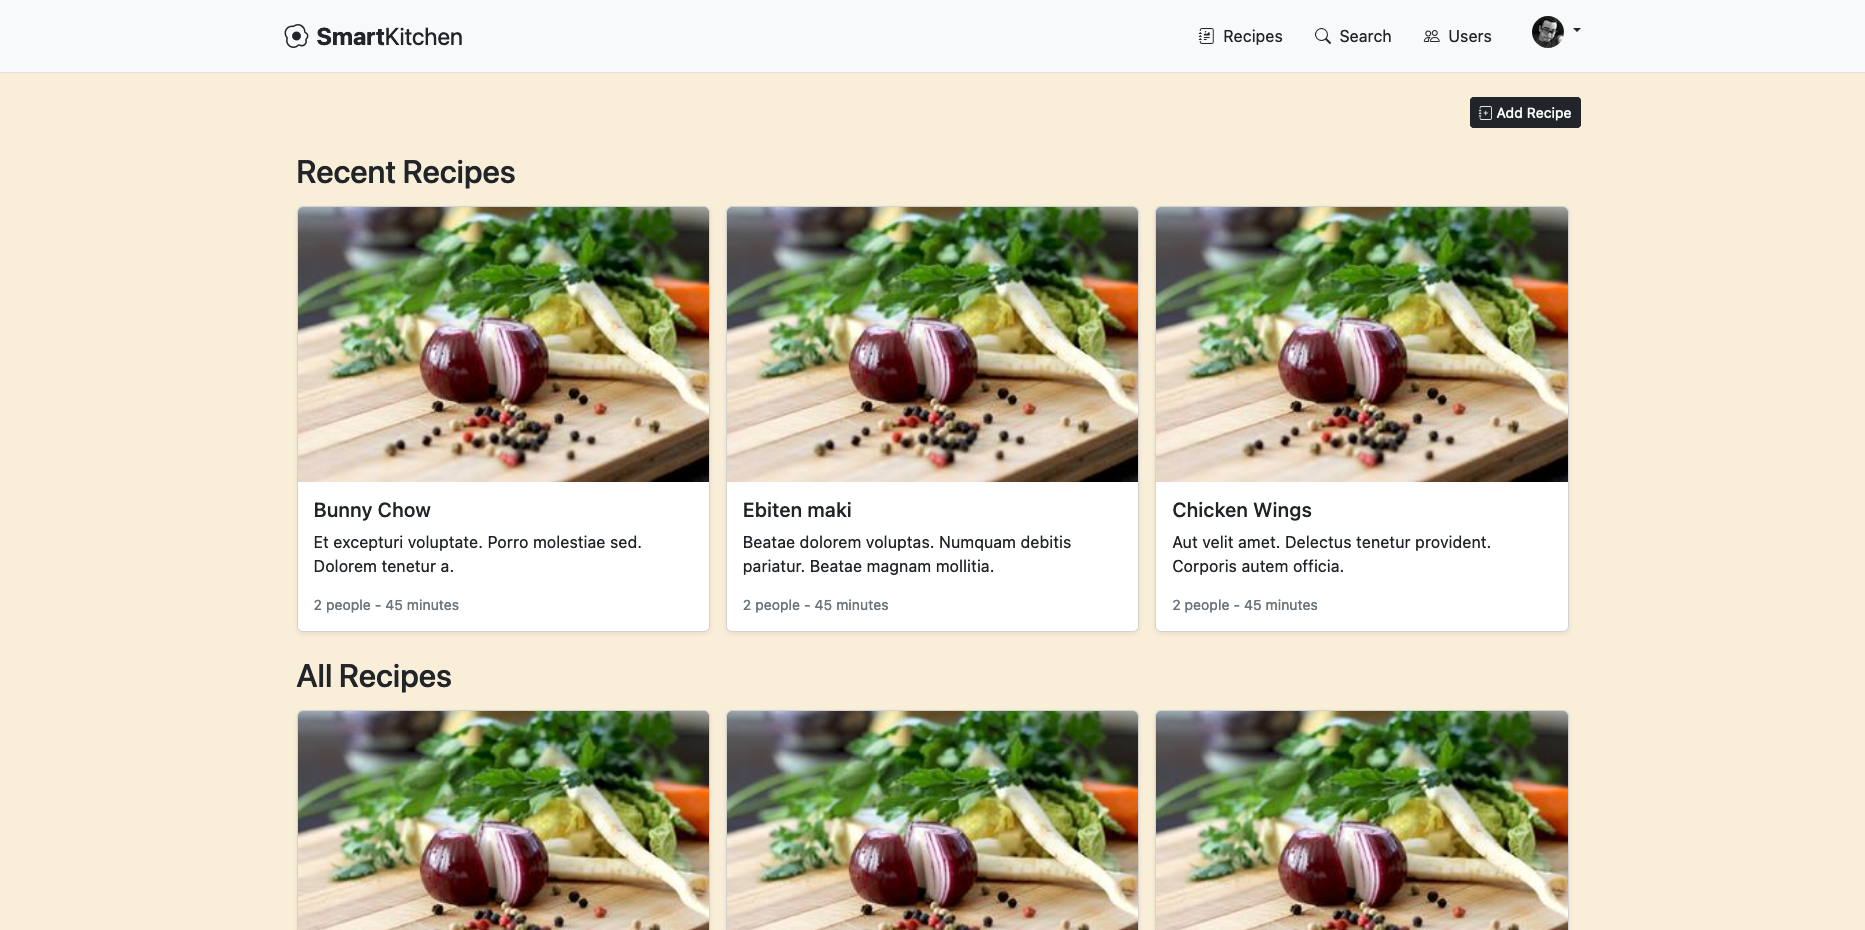 SmartKitchen
Recipes
Search
Users
Add Recipe
Recent Recipes
Bunny Chow
Et excepturi voluptate. Porro molestiae sed.
Dolorem tenetur a.
2 people - 45 minutes
Ebiten maki
Beatae dolorem voluptas. Numquam debitis
pariatur. Beatae magnam mollitia.
2 people - 45 minutes
Chicken Wings
Aut velit amet. Delectus tenetur provident.
Corporis autem officia.
2 people - 45 minutes
All Recipes